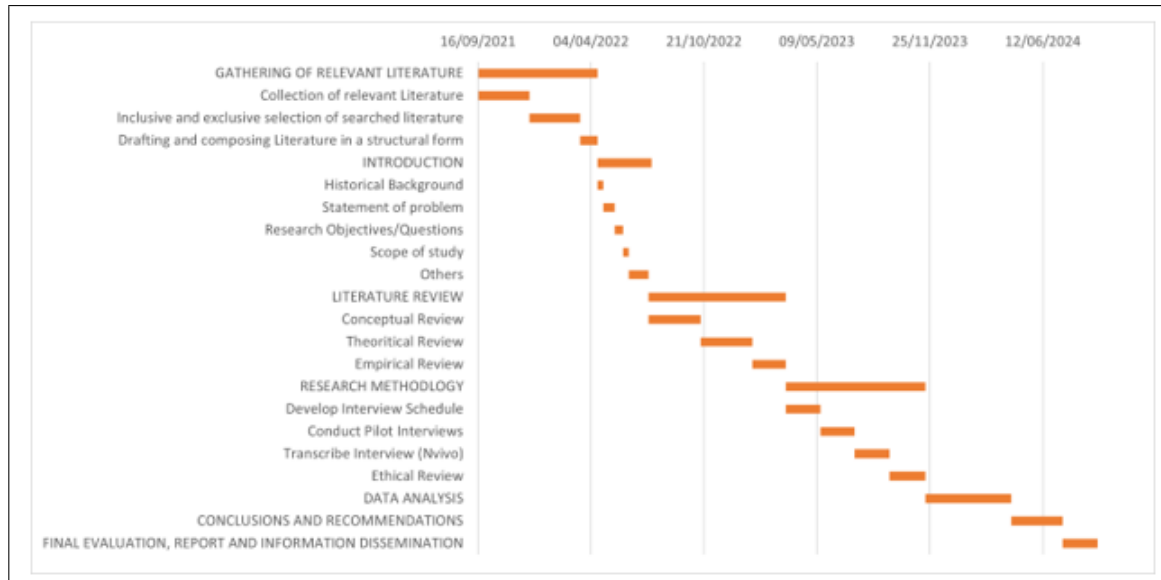 16/09/2021 04/04/2022 21/10/2022 09/05/2023 25/11/2023 12/06/2024
GATHERING OF RELEVANT LITERATURE
Collection of relevant Literature
Inclusive and exclusive selection of searched literature
Drafting and composing Literature in a structural form
INTRODUCTION
Historical Background
Statement of problem
Research Objectives/Questions
Scope of study
Others
LITERATURE REVIEW
Conceptual Review
Theoritical Review
Empirical Review
RESEARCH METHODLOGY
Develop Interview Schedule
Conduct Pilot Interviews
Transcribe Interview (Nvivo)
Ethical Review
DATA ANALYSIS
CONCLUSIONS AND RECOMMENDATIONS
FINAL EVALUATION, REPORT AND INFORMATION DISSEMINATION